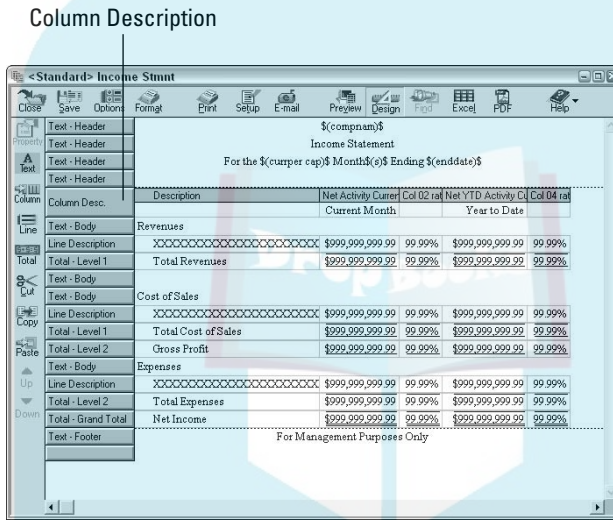 Column Description
<Standard> Income Stmnt
Close Save Options Format Print Setup E-mail Preview Design Find Excel PDF Help
Property
Text
Column
Line
Total
Cut
Copy
Paste
Up
Down
Text - Header $(compnam)$
Text - Header Income Statement
Text - Header For the $(currper cap)$ Month$(s)$ Ending $(enddate)$
Text - Header
Column Desc. Description Net Activity Curren Col 02 rat Net YTD Activity Cu Col 04 rat
Current Month Year to Date
Text - Body Revenues
Line Description XXXXXXXXXXXXXXXXXXXXXXXX $999,999,999.99 99.99% $999,999,999.99 99.99%
Total - Level 1 Total Revenues $999,999,999.99 99.99% $999,999,999.99 99.99%
Text - Body
Text - Body Cost of Sales
Line Description XXXXXXXXXXXXXXXXXXXXXXXX $999,999,999.99 99.99% $999,999,999.99 99.99%
Total - Level 1 Total Cost of Sales $999,999,999.99 99.99% $999,999,999.99 99.99%
Total - Level 2 Gross Profit $999,999,999.99 99.99% $999,999,999.99 99.99%
Text - Body Expenses
Line Description XXXXXXXXXXXXXXXXXXXXXXXX $999,999,999.99 99.99% $999,999,999.99 99.99%
Total - Level 2 Total Expenses $999,999,999.99 99.99% $999,999,999.99 99.99%
Total - Grand Total Net Income $999,999,999.99 99.99% $999,999,999.99 99.99%
Text - Footer For Management Purposes Only